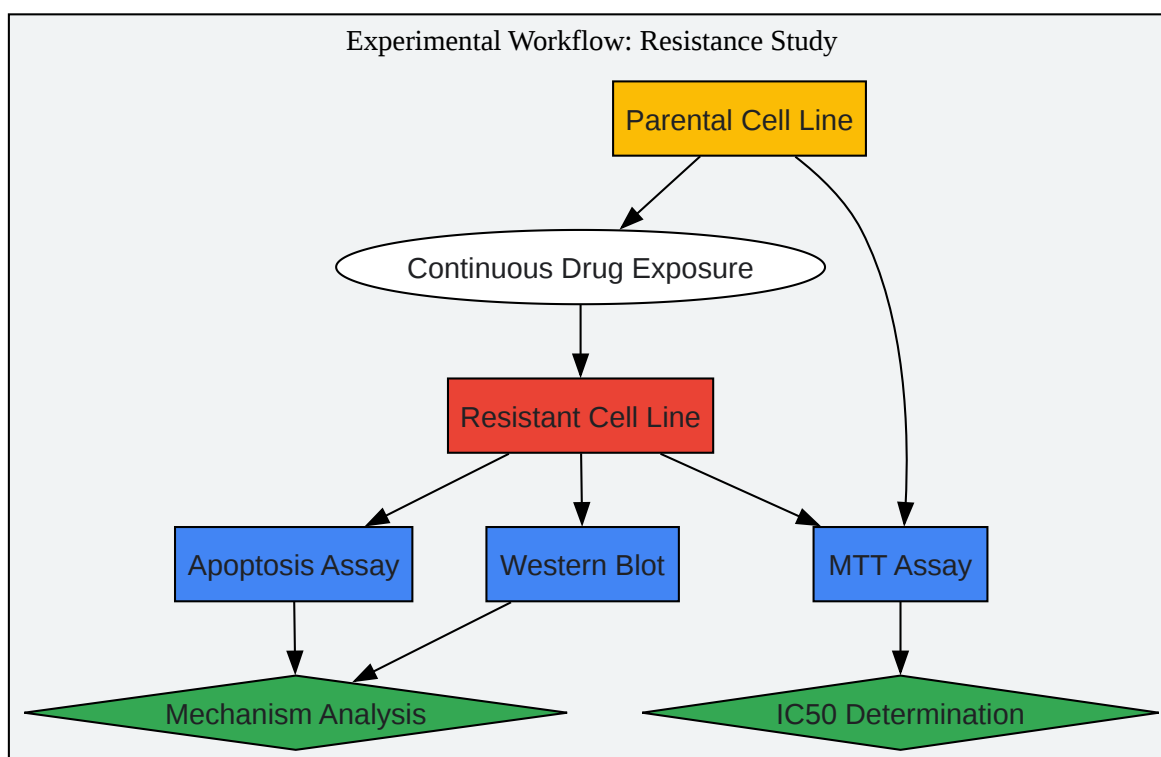 Experimental Workflow: Resistance Study
Parental Cell Line
Continuous Drug Exposure
Resistant Cell Line
Apoptosis Assay
Western Blot
MTT Assay
Mechanism Analysis
IC50 Determination